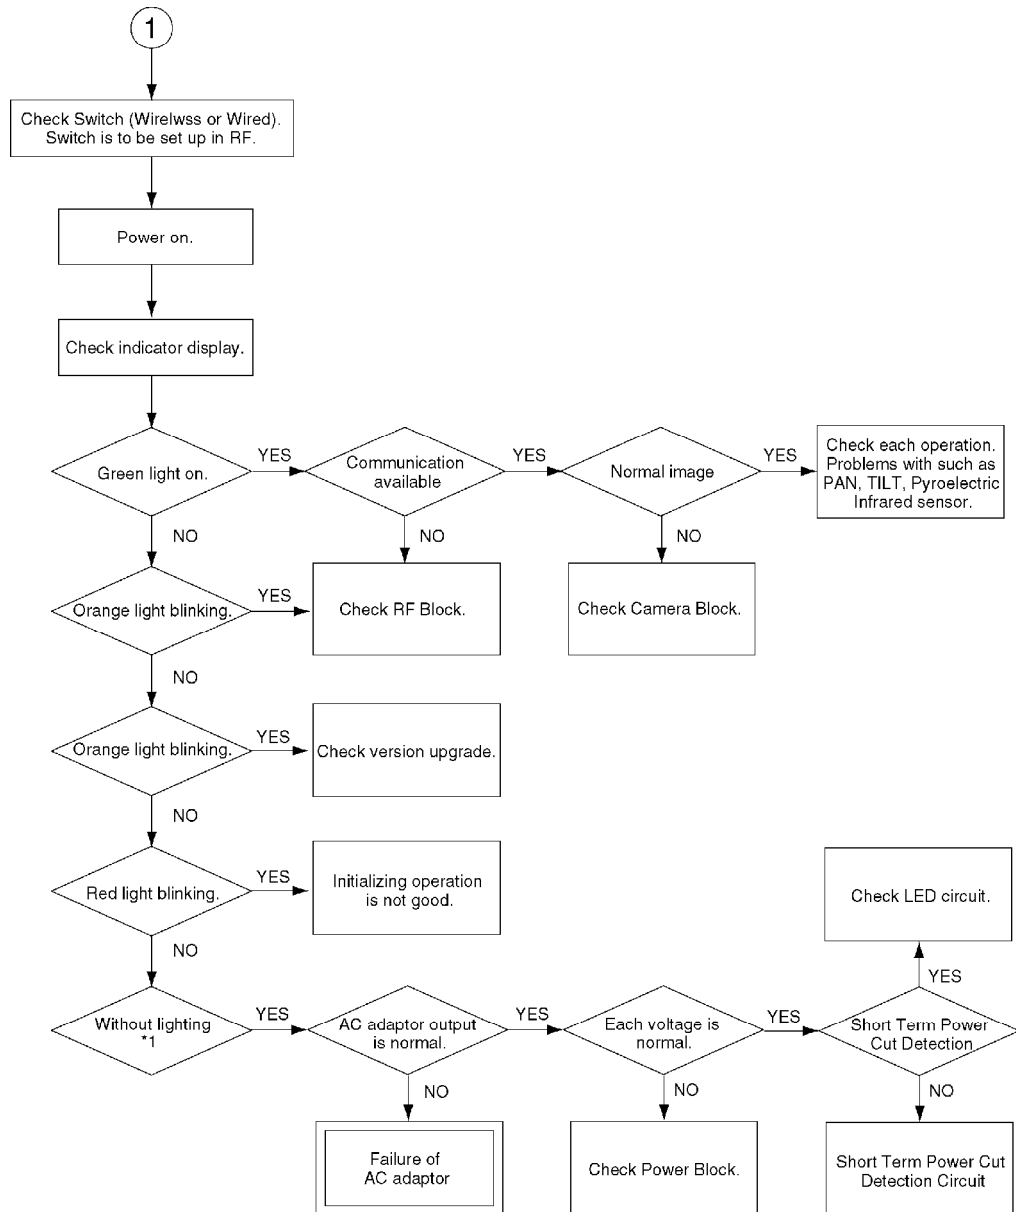 1
Check Switch (Wirelwss or Wired).
Switch is to be set up in RF.
Power on.
Check indicator display.
Green light on.
YES
Communication
available
YES
Normal image
YES
Check each operation.
Problems with such as
PAN, TILT, Pyroelectric
Infrared sensor.
NO
NO
NO
Orange light blinking.
YES
Check RF Block.
Check Camera Block.
NO
Orange light blinking.
YES
Check version upgrade.
NO
Red light blinking.
YES
Initializing operation
is not good.
Check LED circuit.
NO
YES
Without lighting
*1
YES
AC adaptor output
is normal.
YES
Each voltage is
normal.
YES
Short Term Power
Cut Detection.
NO
NO
NO
Failure of
AC adaptor
Check Power Block.
Short Term Power Cut
Detection Circuit